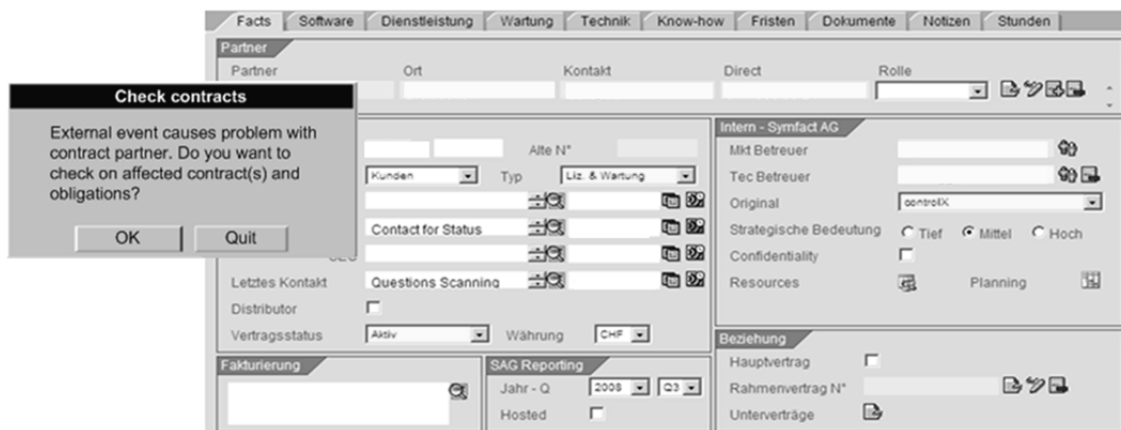 Facts Software Dienstleistung Wartung Technik Know-how Fristen Dokumente Notizen Stunden
Partner
Partner Ort Kontakt Direct Rolle
Check contracts
External event causes problem with
contract partner. Do you want to
check on affected contract(s) and
obligations?
OK Quit
Alte N°
Kunden Typ Liz. & Wartung
Contact for Status
Letztes Kontakt Questions Scanning
Distributor
Vertragsstatus Aktiv Währung CHF
Intern - Symfact AG
Mkt Betreuer
Tec Betreuer
Original controlX
Strategische Bedeutung Tief Mittel Hoch
Confidentiality
Resources Planning
Fakturierung
SAG Reporting
Jahr - Q 2008 Q3
Hosted
Beziehung
Hauptvertrag
Rahmenvertrag N°
Unterverträge